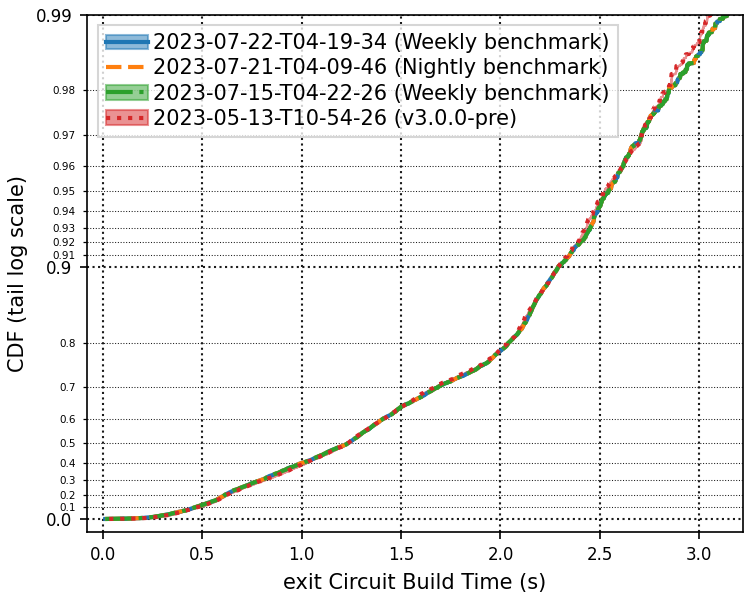 0.99
0.98
0.97
0.96
0.95
0.94
0.93
0.92
0.91
0.9
0.8
0.7
0.6
0.5
0.4
0.3
0.2
0.1
0.0
CDF (tail log scale)
2023-07-22-T04-19-34 (Weekly benchmark)
2023-07-21-T04-09-46 (Nightly benchmark)
2023-07-15-T04-22-26 (Weekly benchmark)
2023-05-13-T10-54-26 (v3.0.0-pre)
0.0 0.5 1.0 1.5 2.0 2.5 3.0
exit Circuit Build Time (s)